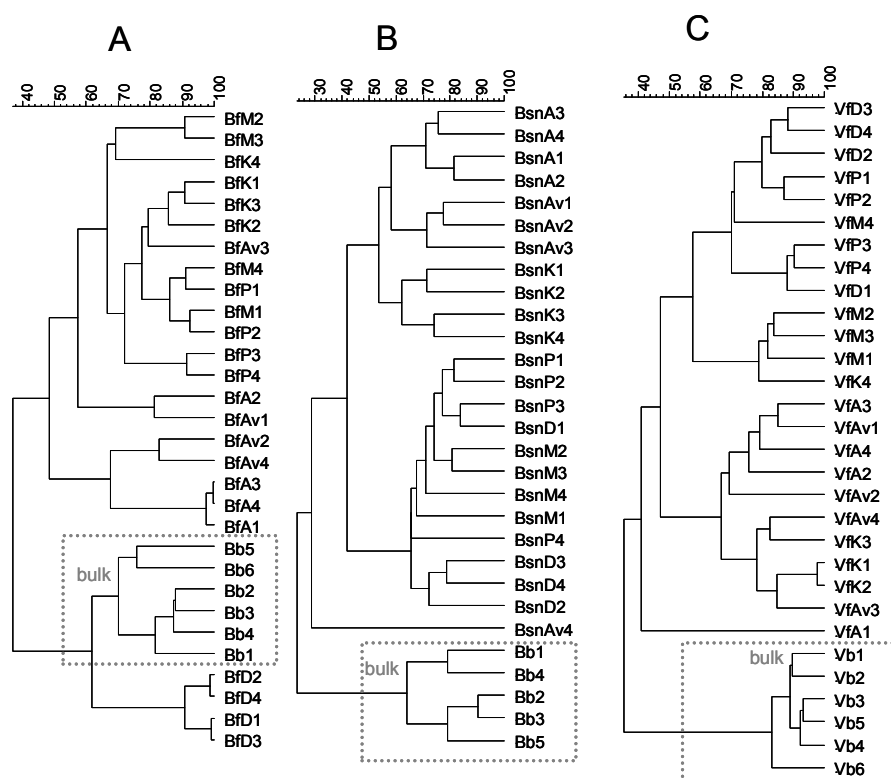 A
40 50 60 70 80 90 100
BfM2
BfM3
BfK4
BfK1
BfK3
BfK2
BfAv3
BfM4
BfP1
BfM1
BfP2
BfP3
BfP4
BfA2
BfAv1
BfAv2
BfAv4
BfA3
BfA4
BfA1
bulk
Bb5
Bb6
Bb2
Bb3
Bb4
Bb1
BfD2
BfD4
BfD1
BfD3
B
30 40 50 60 70 80 90 100
BsnA3
BsnA4
BsnA1
BsnA2
BsnAv1
BsnAv2
BsnAv3
BsnK1
BsnK2
BsnK3
BsnK4
BsnP1
BsnP2
BsnP3
BsnD1
BsnM2
BsnM3
BsnM4
BsnM1
BsnP4
BsnD3
BsnD4
BsnD2
BsnAv4
bulk
Bb1
Bb4
Bb2
Bb3
Bb5
C
40 50 60 70 80 90 100
VfD3
VfD4
VfD2
VfP1
VfP2
VfM4
VfP3
VfP4
VfD1
VfM2
VfM3
VfM1
VfK4
VfA3
VfAv1
VfA4
VfA2
VfAv2
VfAv4
VfK3
VfK1
VfK2
VfAv3
VfA1
bulk
Vb1
Vb2
Vb3
Vb5
Vb4
Vb6